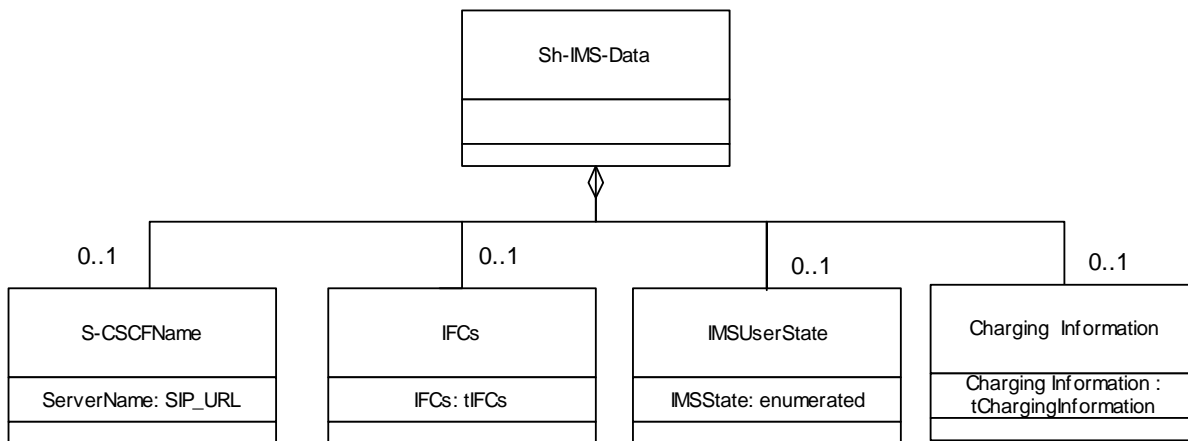 Sh-IMS-Data
0..1
0..1
0..1
0..1
S-CSCFName
IFCs
IMSUserState
Charging Information
ServerName: SIP_URL
IFCs: tIFCs
IMSState: enumerated
Charging Information :
tChargingInformation